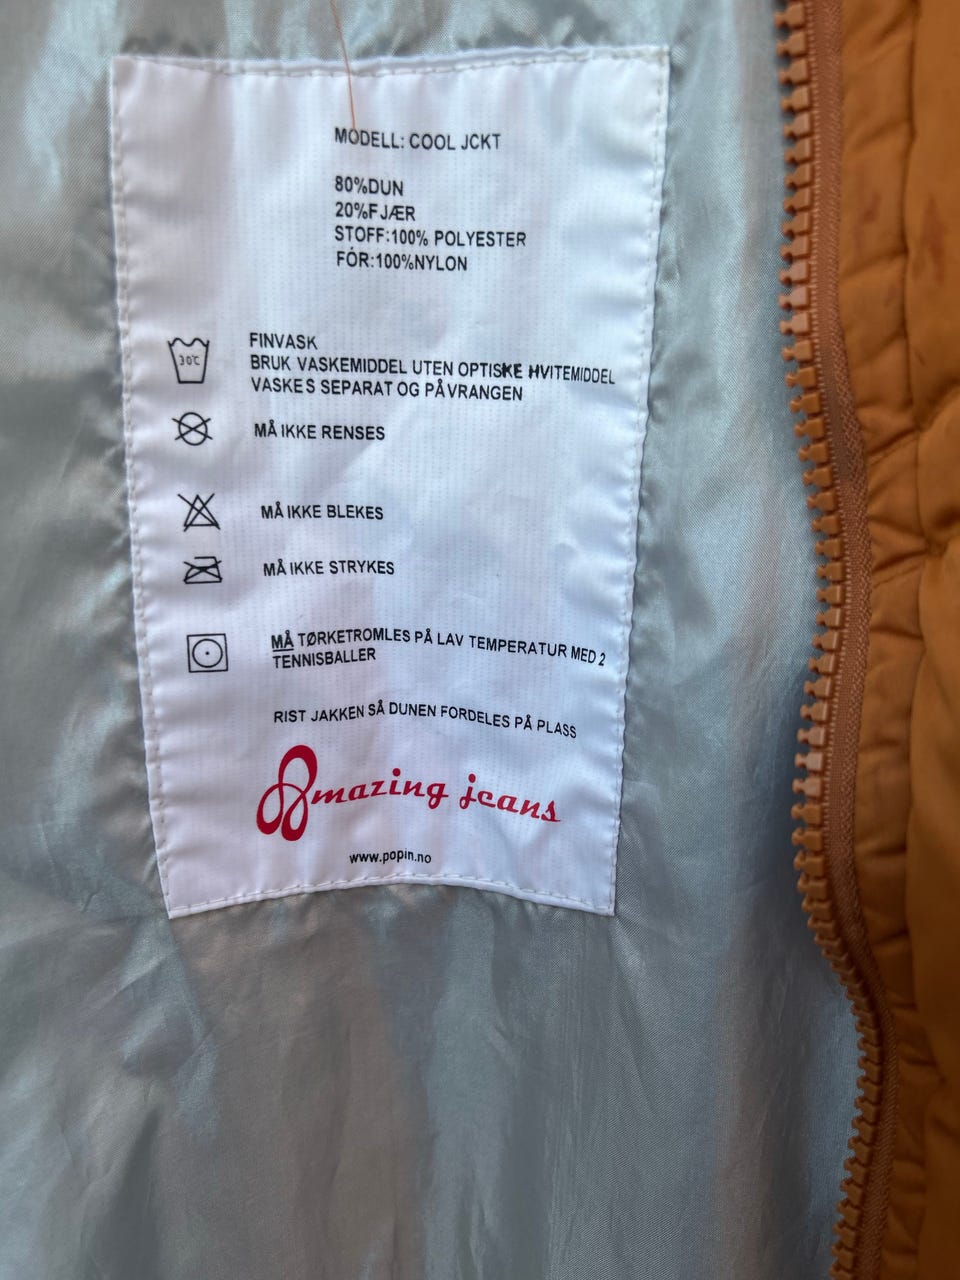 MODELL: COOL JCKT
80%DUN
20%FJÆR
STOFF:100% POLYESTER
FÓR:100%NYLON
30℃
FINVASK
BRUK VASKEMIDDEL UTEN OPTISKE HVITEMIDDEL
VASKES SEPARAT OG PÅVRANGEN
MÅ IKKE RENSES
MÅ IKKE BLEKES
MÅ IKKE STRYKES
MÅ TØRKETROMLES PÅ LAV TEMPERATUR MED 2
TENNISBALLER
RIST JAKKEN SÅ DUNEN FORDELES PÅ PLASS
Amazing jeans
www.popin.no